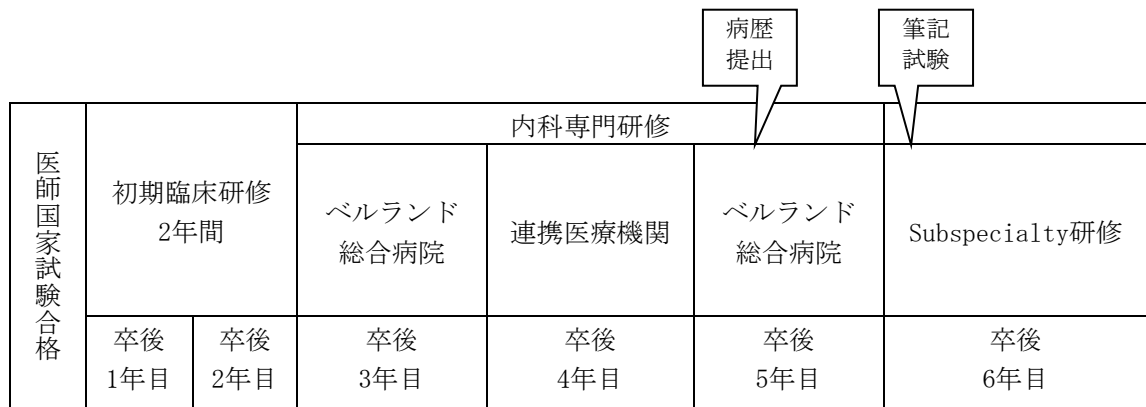 病歴
提出
筆記
試験
医師国家試験合格
初期臨床研修
2年間
内科専門研修
ベルランド
総合病院
連携医療機関
ベルランド
総合病院
Subspecialty研修
卒後
1年目
卒後
2年目
卒後
3年目
卒後
4年目
卒後
5年目
卒後
6年目